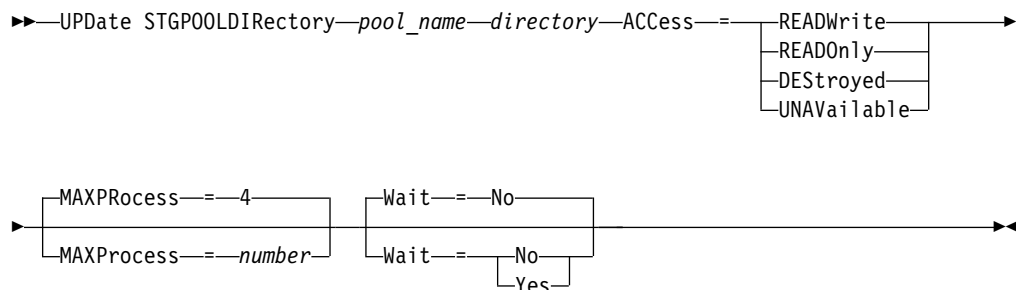 UPDate STGPOOLDIRectory pool_name directory ACCess = READWrite
READOnly
DEStroyed
UNAVailable
MAXPRocess = 4 Wait = No
MAXProcess = number Wait = No
Yes